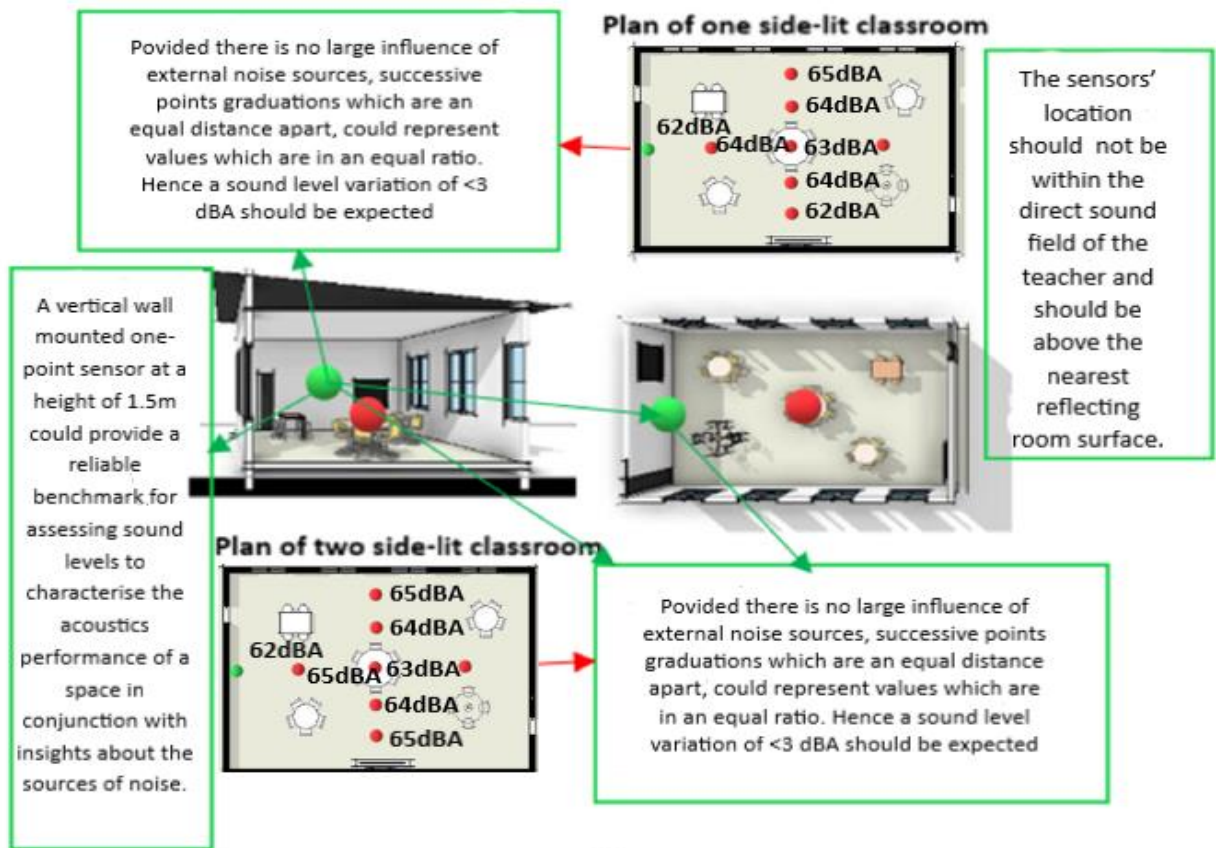 Povided there is no large influence of
external noise sources, successive
points graduations which are an
equal distance apart, could represent
values which are in an equal ratio.
Hence a sound level variation of <3
dBA should be expected
Plan of one side-lit classroom
65dBA
64dBA
62dBA
64dBA
63dBA
64dBA
62dBA
The sensors’
location
should not be
within the
direct sound
field of the
teacher and
should be
above the
nearest
reflecting
room surface.
A vertical wall
mounted one-
point sensor at a
height of 1.5m
could provide a
reliable
benchmark for
assessing sound
levels to
characterise the
acoustics
performance of a
space in
conjunction with
insights about the
sources of noise.
Plan of two side-lit classroom
65dBA
64dBA
62dBA
65dBA
63dBA
64dBA
65dBA
Povided there is no large influence of
external noise sources, successive points
graduations which are an equal distance
apart, could represent values which are
in an equal ratio. Hence a sound level
variation of <3 dBA should be expected